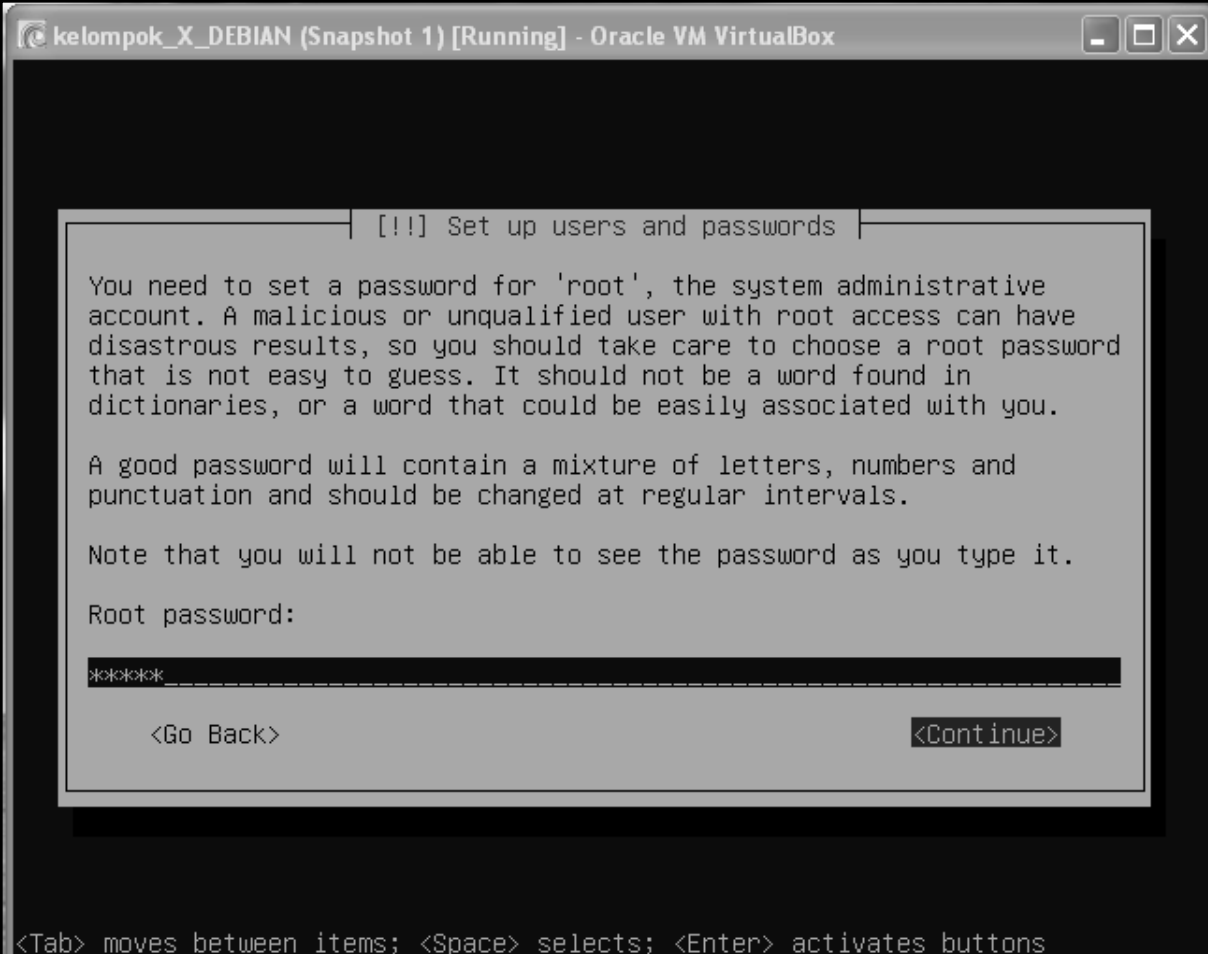 kelompok_X_DEBIAN (Snapshot 1) [Running] - Oracle VM VirtualBox
[!!] Set up users and passwords
You need to set a password for 'root', the system administrative
account. A malicious or unqualified user with root access can have
disastrous results, so you should take care to choose a root password
that is not easy to guess. It should not be a word found in
dictionaries, or a word that could be easily associated with you.
A good password will contain a mixture of letters, numbers and
punctuation and should be changed at regular intervals.
Note that you will not be able to see the password as you type it.
Root password:
*****
<Go Back> <Continue>
<Tab> moves between items; <Space> selects; <Enter> activates buttons